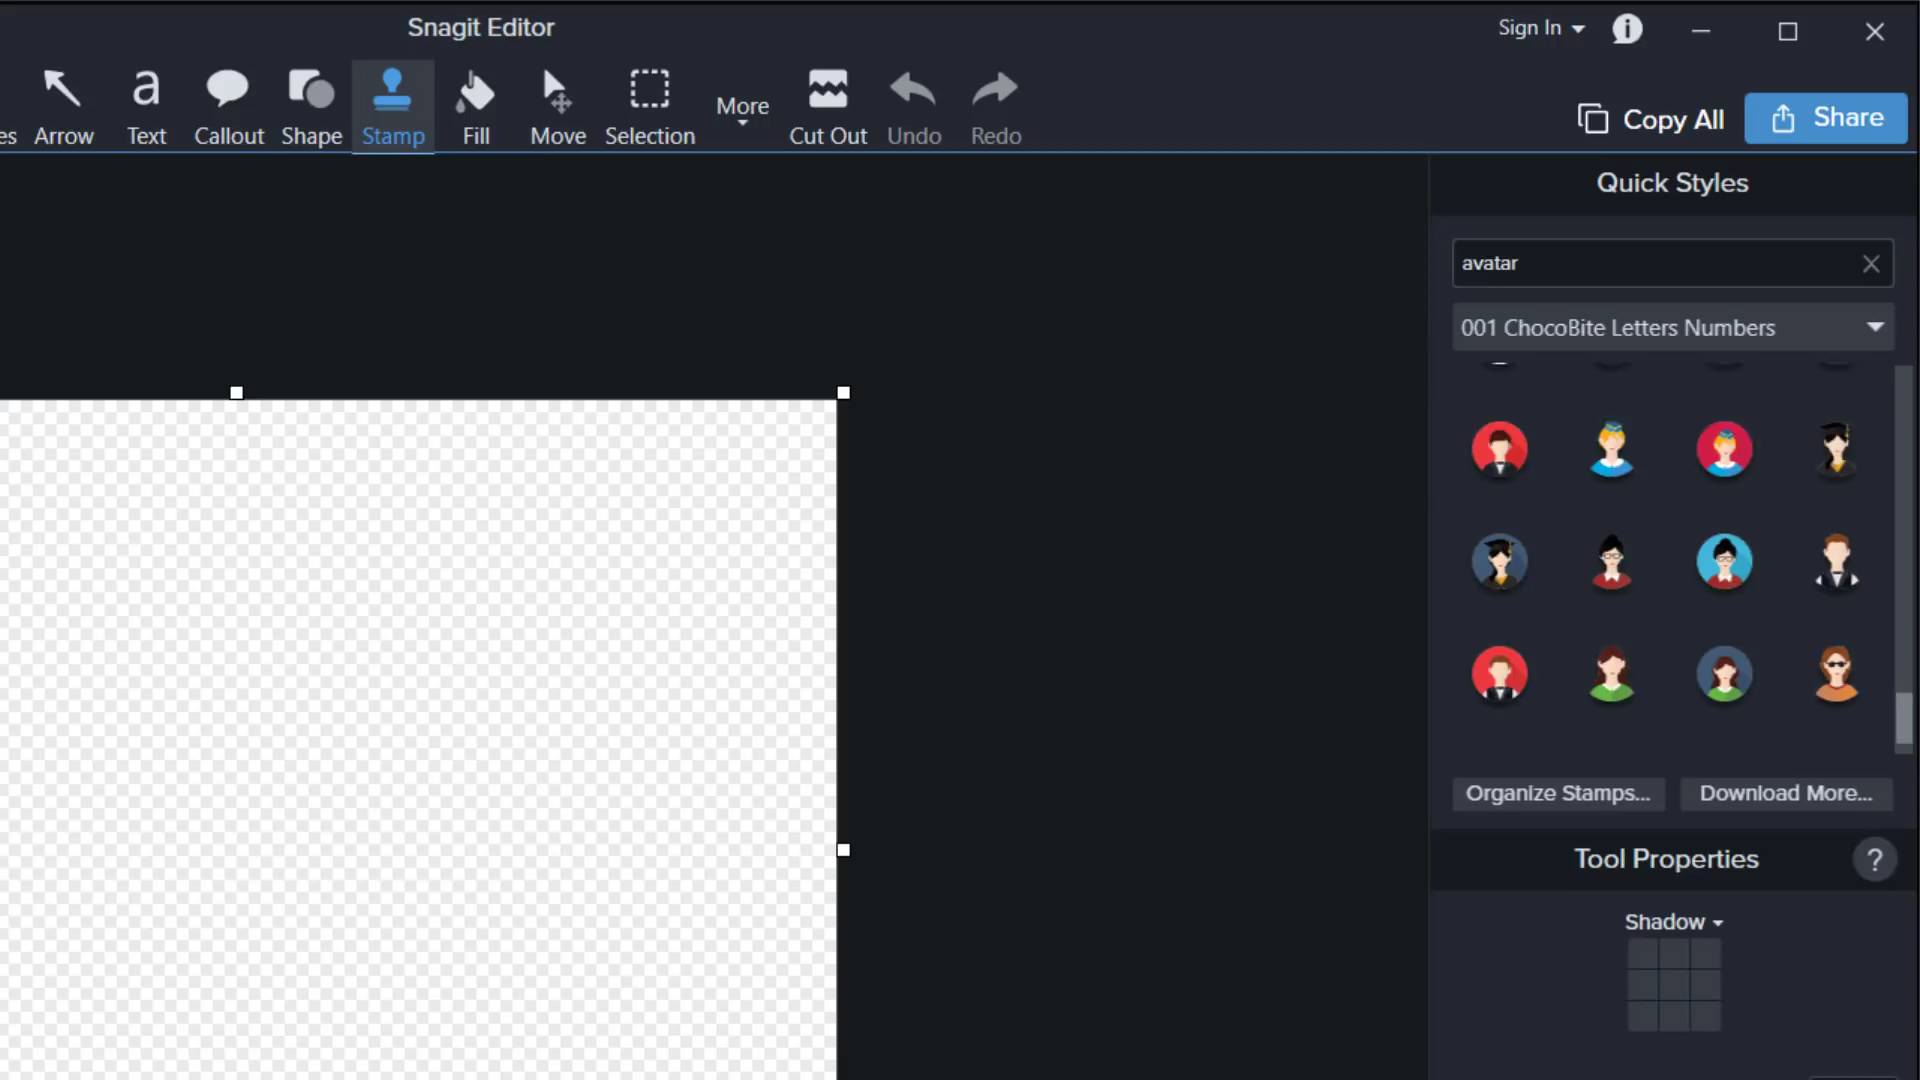 Snagit Editor
Sign In
es Arrow Text Callout Shape Stamp Fill Move Selection More Cut Out Undo Redo
Copy All Share
Quick Styles
avatar
001 ChocoBite Letters Numbers
Organize Stamps... Download More...
Tool Properties ?
Shadow